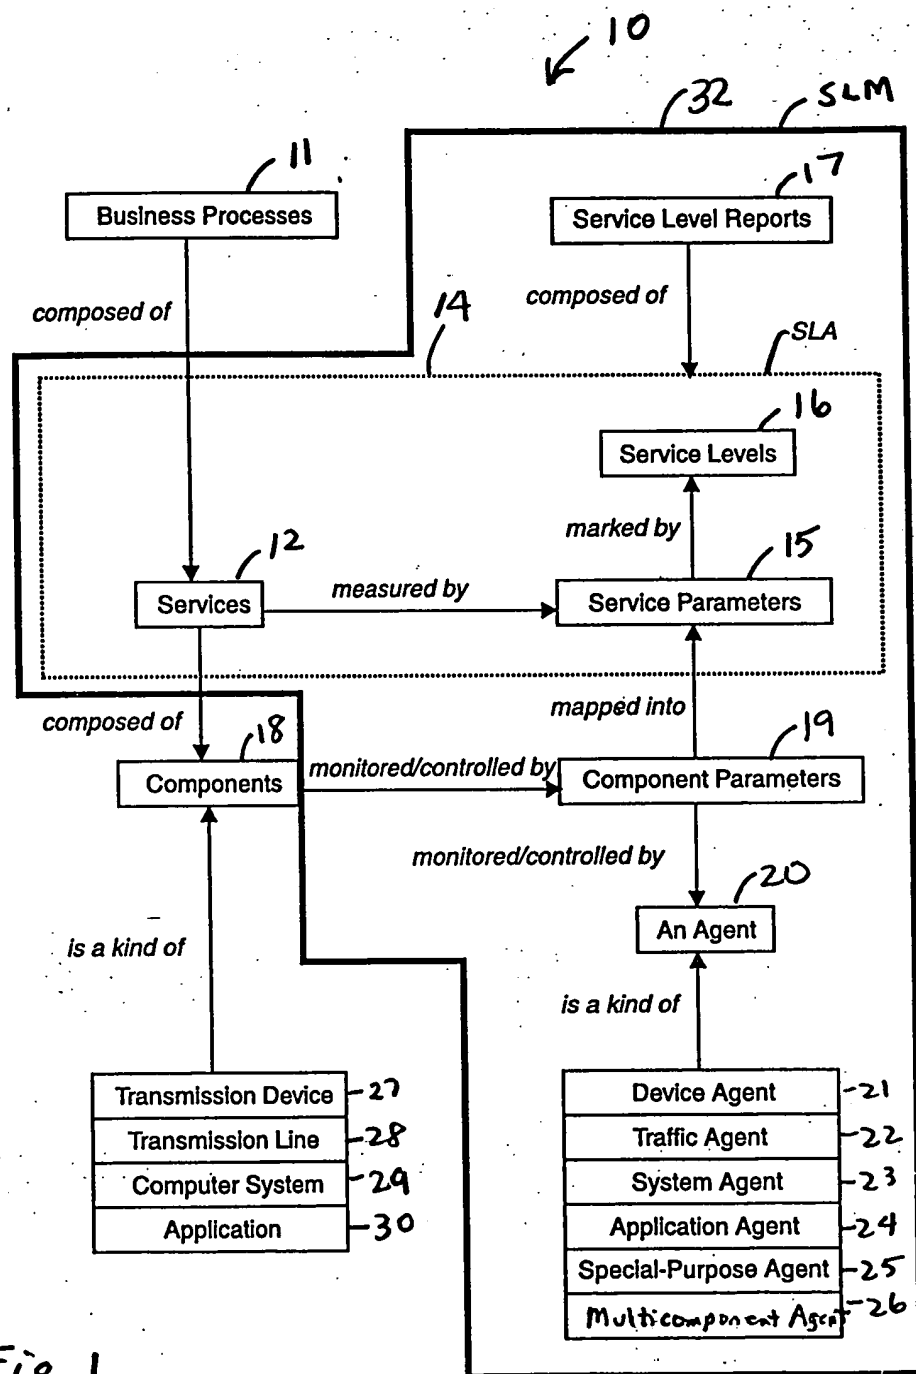 10
32
SLM
11
17
Business Processes
Service Level Reports
composed of
composed of
14
SLA
16
Service Levels
marked by
12
15
Services
measured by
Service Parameters
composed of
mapped into
18
19
Components
monitored/controlled by
Component Parameters
monitored/controlled by
20
An Agent
is a kind of
is a kind of
Transmission Device
27
Transmission Line
28
Computer System
29
Application
30
Device Agent
21
Traffic Agent
22
System Agent
23
Application Agent
24
Special-Purpose Agent
25
Multicomponent Agent
26
Fig. 1